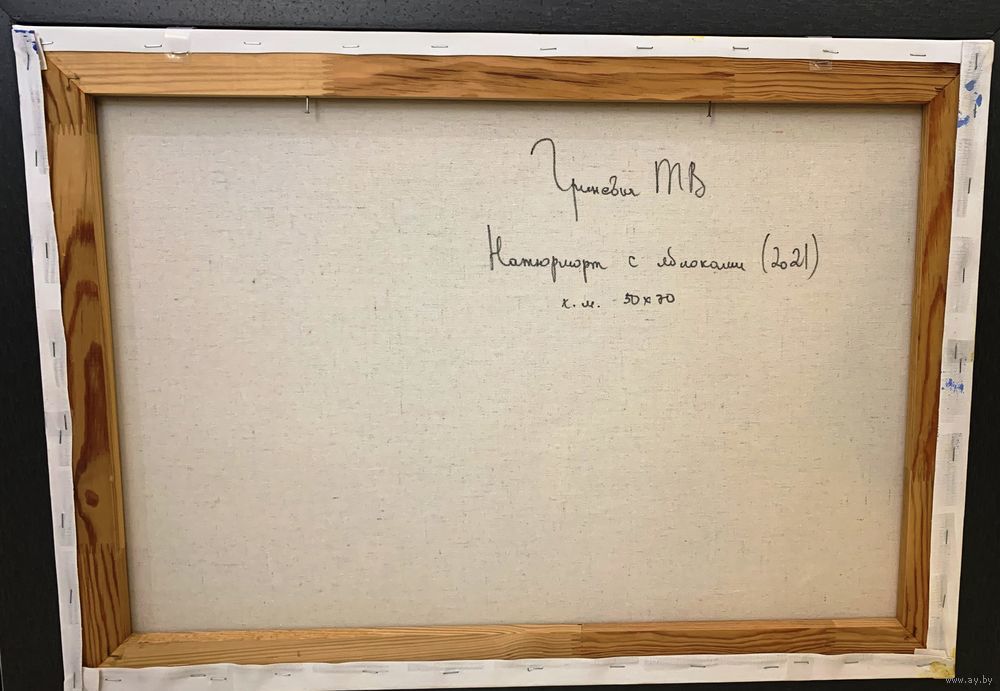 Гриневич ТВ
Натюрморт с яблоками (2021)
х.м. 50х70
www.ay.by